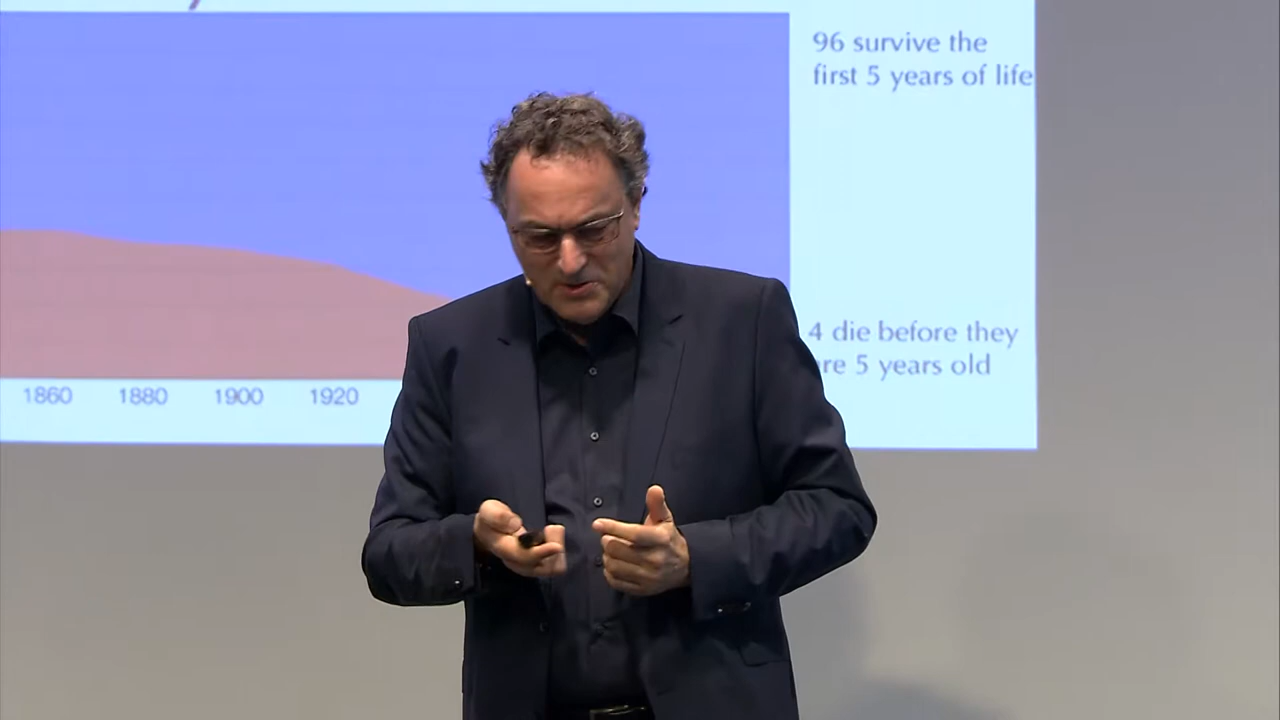 96 survive the
first 5 years of life
4 die before they
are 5 years old
1860 1880 1900 1920